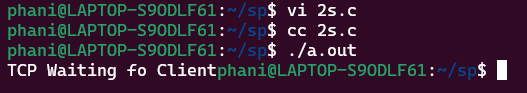 phani@LAPTOP-S9ODLF61:~/sp$ vi 2s.c
phani@LAPTOP-S9ODLF61:~/sp$ cc 2s.c
phani@LAPTOP-S9ODLF61:~/sp$ ./a.out
TCP Waiting fo Clientphani@LAPTOP-S9ODLF61:~/sp$